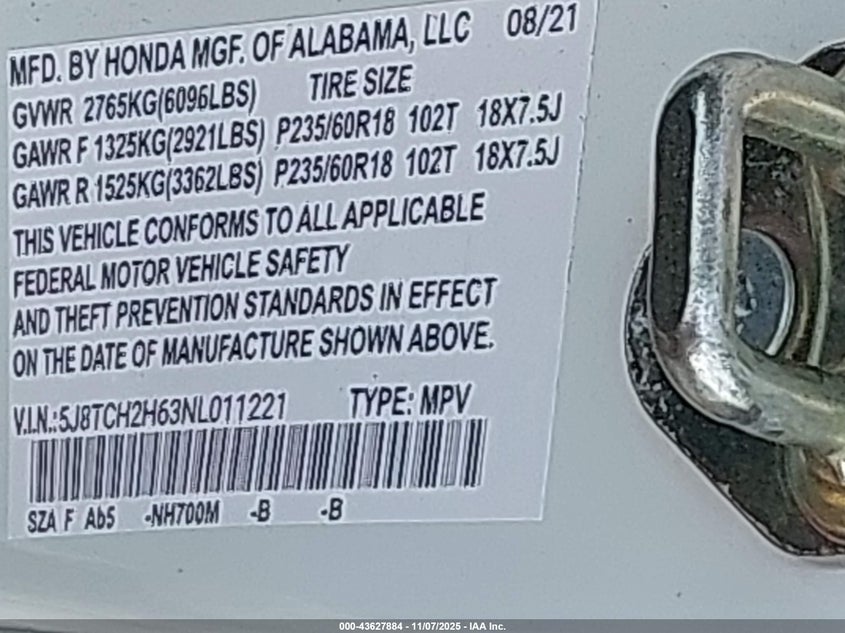 MFD. BY HONDA MGF. OF ALABAMA, LLC 08/21
GVWR 2765KG(6096LBS) TIRE SIZE
GAWR F 1325KG(2921LBS) P235/60R18 102T 18X7.5J
GAWR R 1525KG(3362LBS) P235/60R18 102T 18X7.5J
THIS VEHICLE CONFORMS TO ALL APPLICABLE
FEDERAL MOTOR VEHICLE SAFETY
AND THEFT PREVENTION STANDARDS IN EFFECT
ON THE DATE OF MANUFACTURE SHOWN ABOVE.
V.I.N.:5J8TCH2H63NL011221 TYPE: MPV
SZA F Ab5 -NH700M -B -B
000-43627884 - 11/07/2025 - IAA Inc.